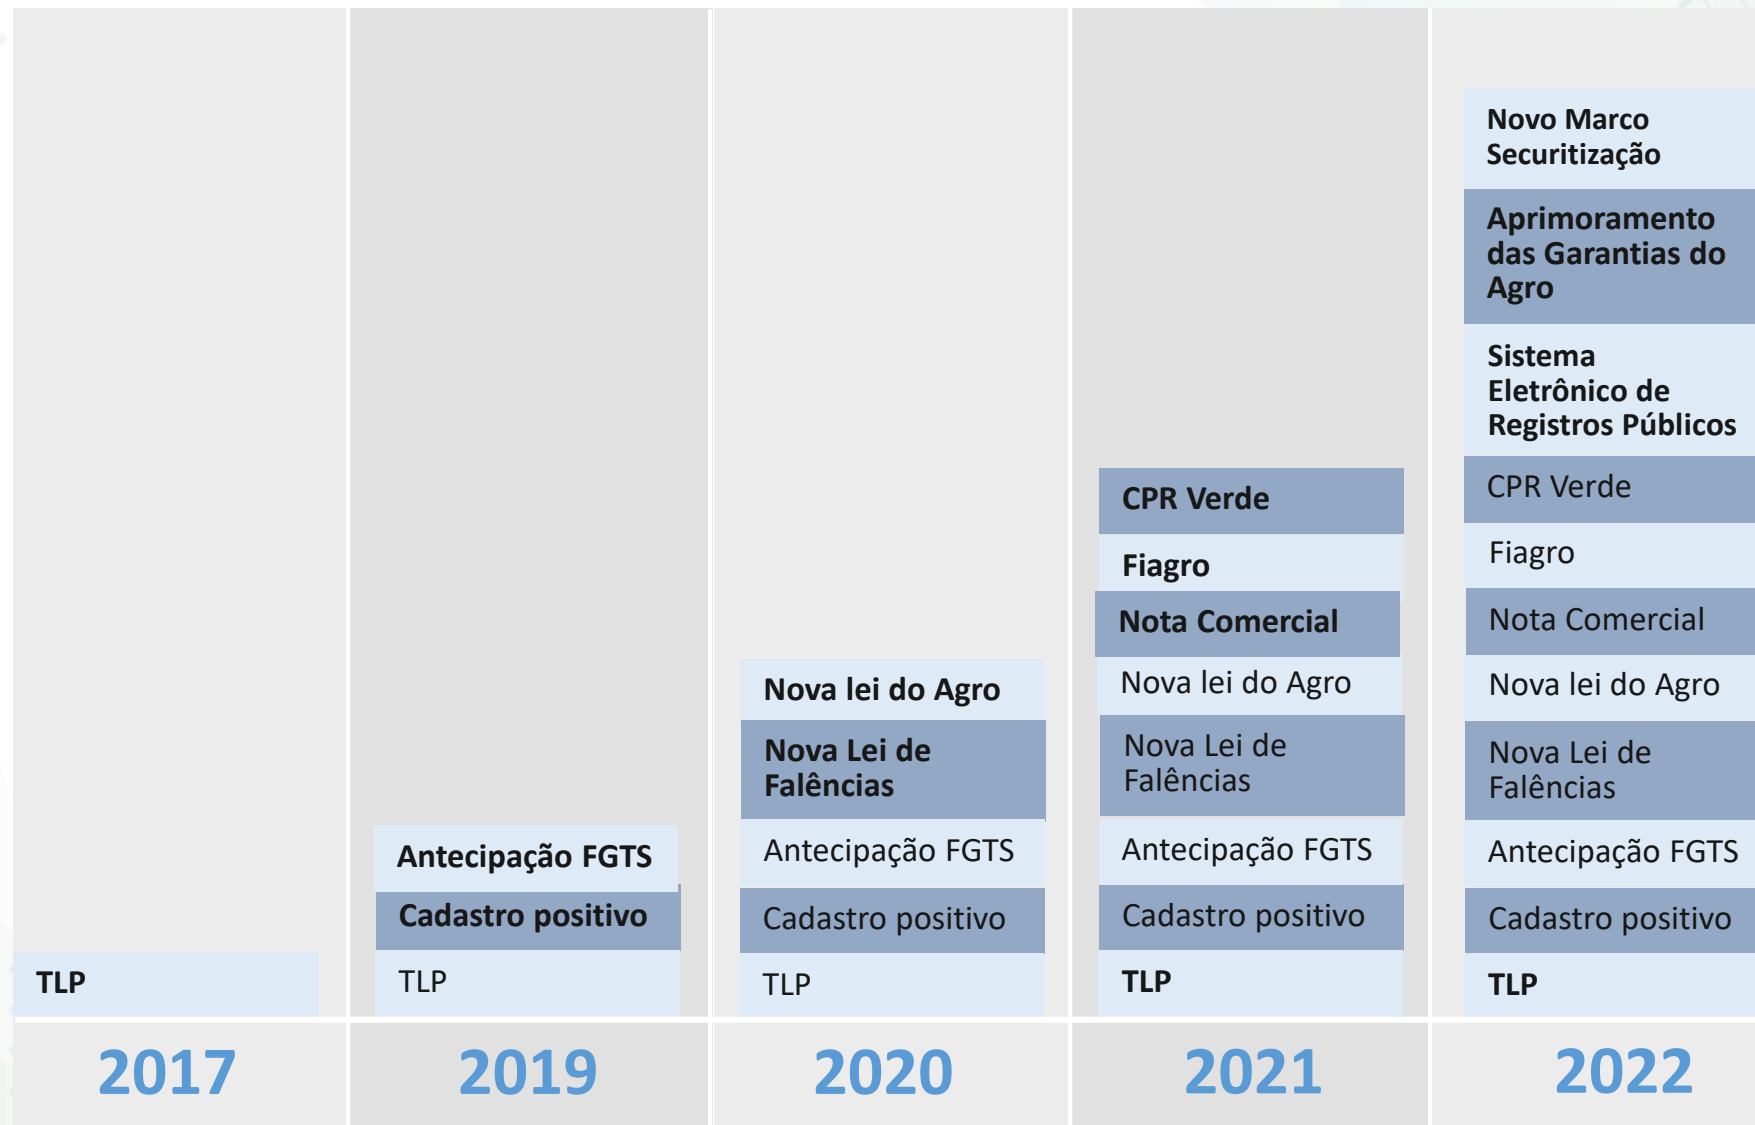 TLP
2017
Antecipação FGTS
Cadastro positivo
TLP
2019
Nova lei do Agro
Nova Lei de
Falências
Antecipação FGTS
Cadastro positivo
TLP
2020
CPR Verde
Fiagro
Nota Comercial
Nova lei do Agro
Nova Lei de
Falências
Antecipação FGTS
Cadastro positivo
TLP
2021
Novo Marco
Securitização
Aprimoramento
das Garantias do
Agro
Sistema
Eletrônico de
Registros Públicos
CPR Verde
Fiagro
Nota Comercial
Nova lei do Agro
Nova Lei de
Falências
Antecipação FGTS
Cadastro positivo
TLP
2022